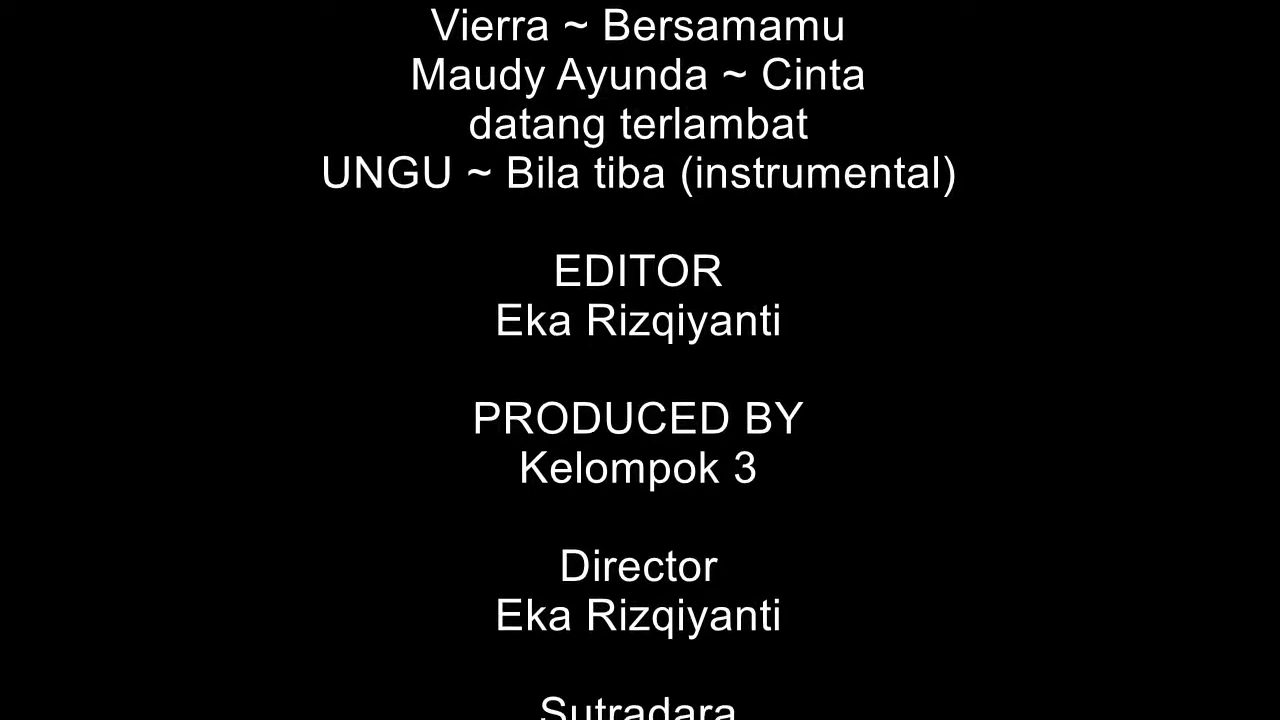 Vierra ~ Bersamamu
Maudy Ayunda ~ Cinta
datang terlambat
UNGU ~ Bila tiba (instrumental)
EDITOR
Eka Rizqiyanti
PRODUCED BY
Kelompok 3
Director
Eka Rizqiyanti
Sutradara